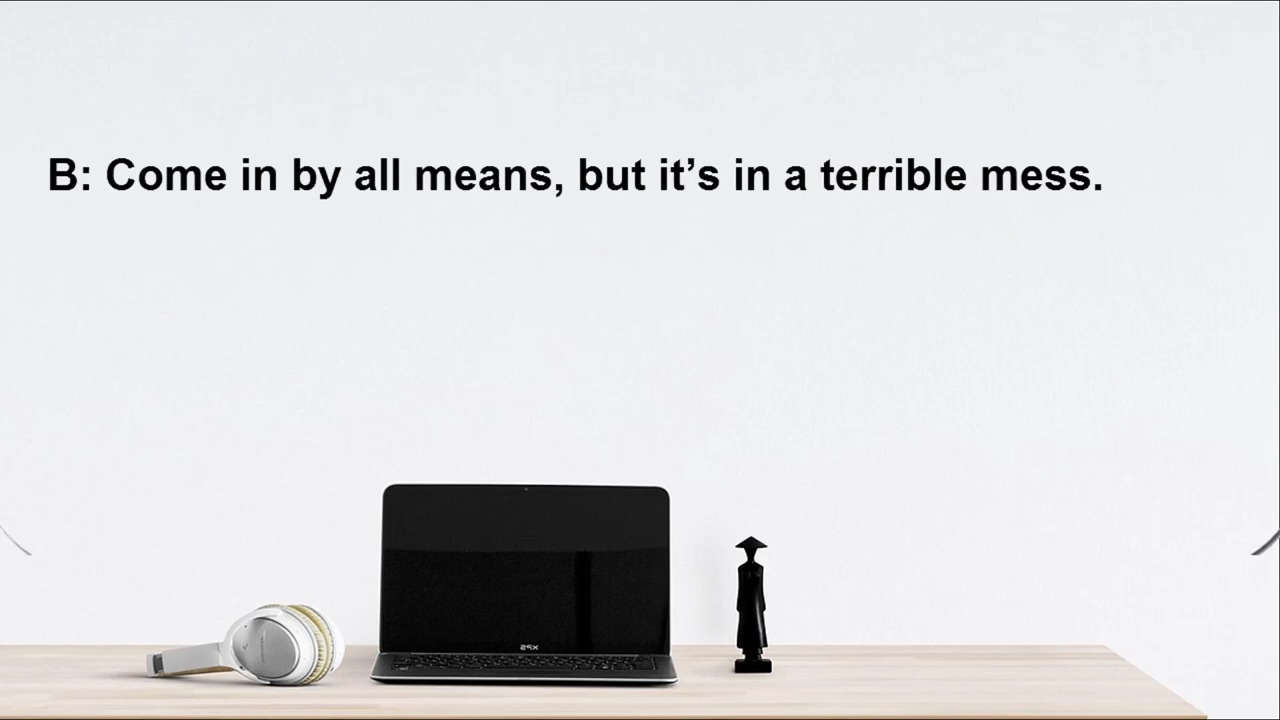 B: Come in by all means, but it’s in a terrible mess.